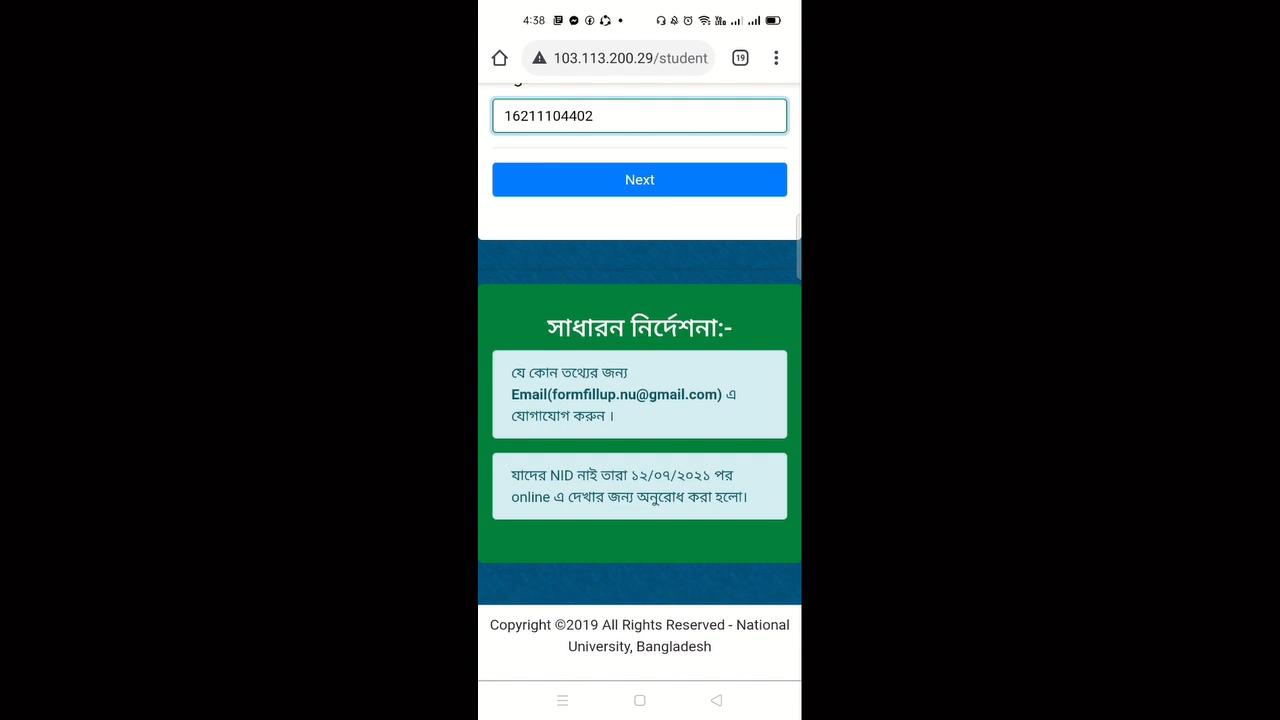 4:38
19
103.113.200.29/student
16211104402
Next
সাধারন নির্দেশনা:-
যে কোন তথ্যের জন্য
Email(formfillup.nu@gmail.com) এ
যোগাযোগ করুন ।
যাদের NID নাই তারা ১২/০৭/২০২১ পর
online এ দেখার জন্য অনুরোধ করা হলো।
Copyright ©2019 All Rights Reserved - National
University, Bangladesh